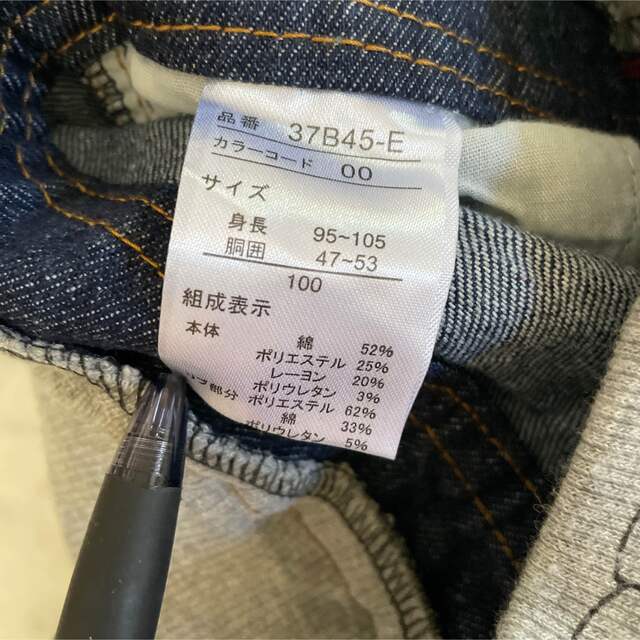 品番 37B45-E
カラーコード 00
サイズ
身長 95~105
胴囲 47~53
100
組成表示
本体 綿 52%
ポリエステル 25%
レーヨン 20%
ポリウレタン 3%
部分 ポリエステル 62%
綿 33%
ポリウレタン 5%